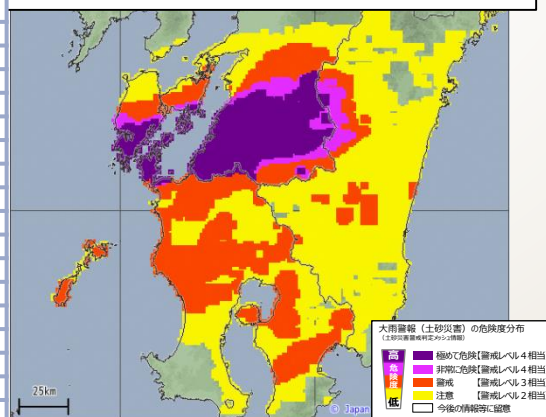 25km
© Japan
大雨警報（土砂災害）の危険度分布
（土砂災害警戒判定メッシュ情報）
高
危険度
低
極めて危険【警戒レベル４相当
非常に危険【警戒レベル４相当
警戒 【警戒レベル３相当
注意 【警戒レベル２相当
今後の情報等に留意